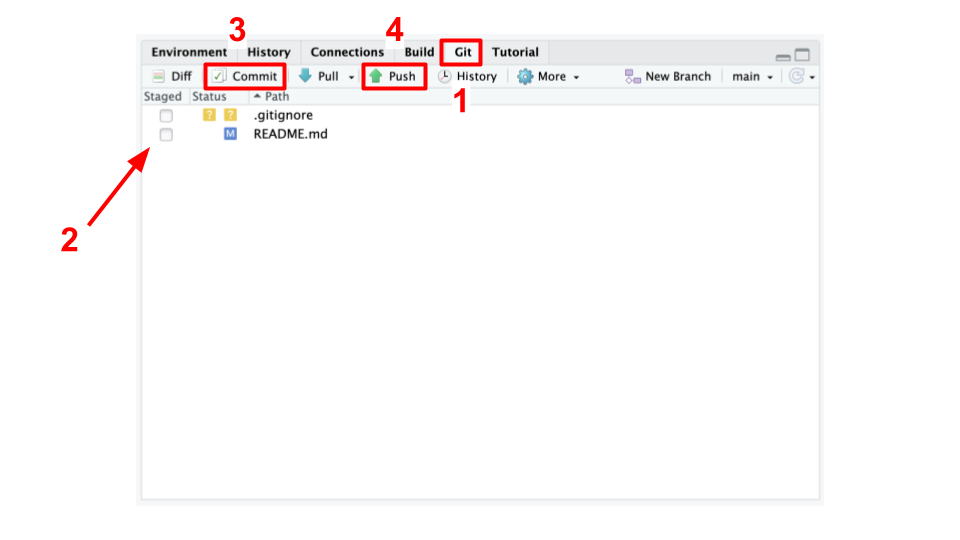 3
4
Environment History Connections Build Git Tutorial
Diff Commit Pull Push History More New Branch main
1
Staged Status Path
? ? .gitignore
M README.md
2